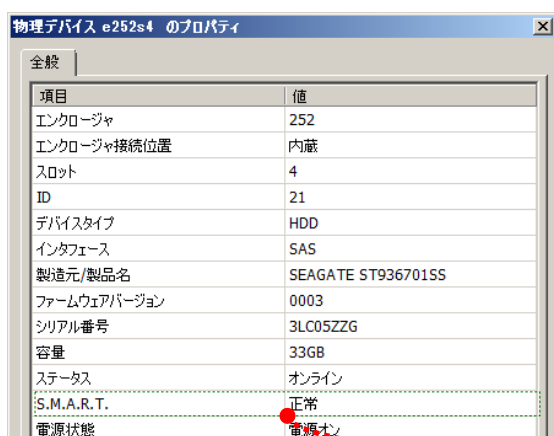 物理デバイス e252s4 のプロパティ
全般
項目 値
エンクロージャ 252
エンクロージャ接続位置 内蔵
スロット 4
ID 21
デバイスタイプ HDD
インタフェース SAS
製造元/製品名 SEAGATE ST936701SS
ファームウェアバージョン 0003
シリアル番号 3LC05ZZG
容量 33GB
ステータス オンライン
S.M.A.R.T. 正常
電源状態 電源オン